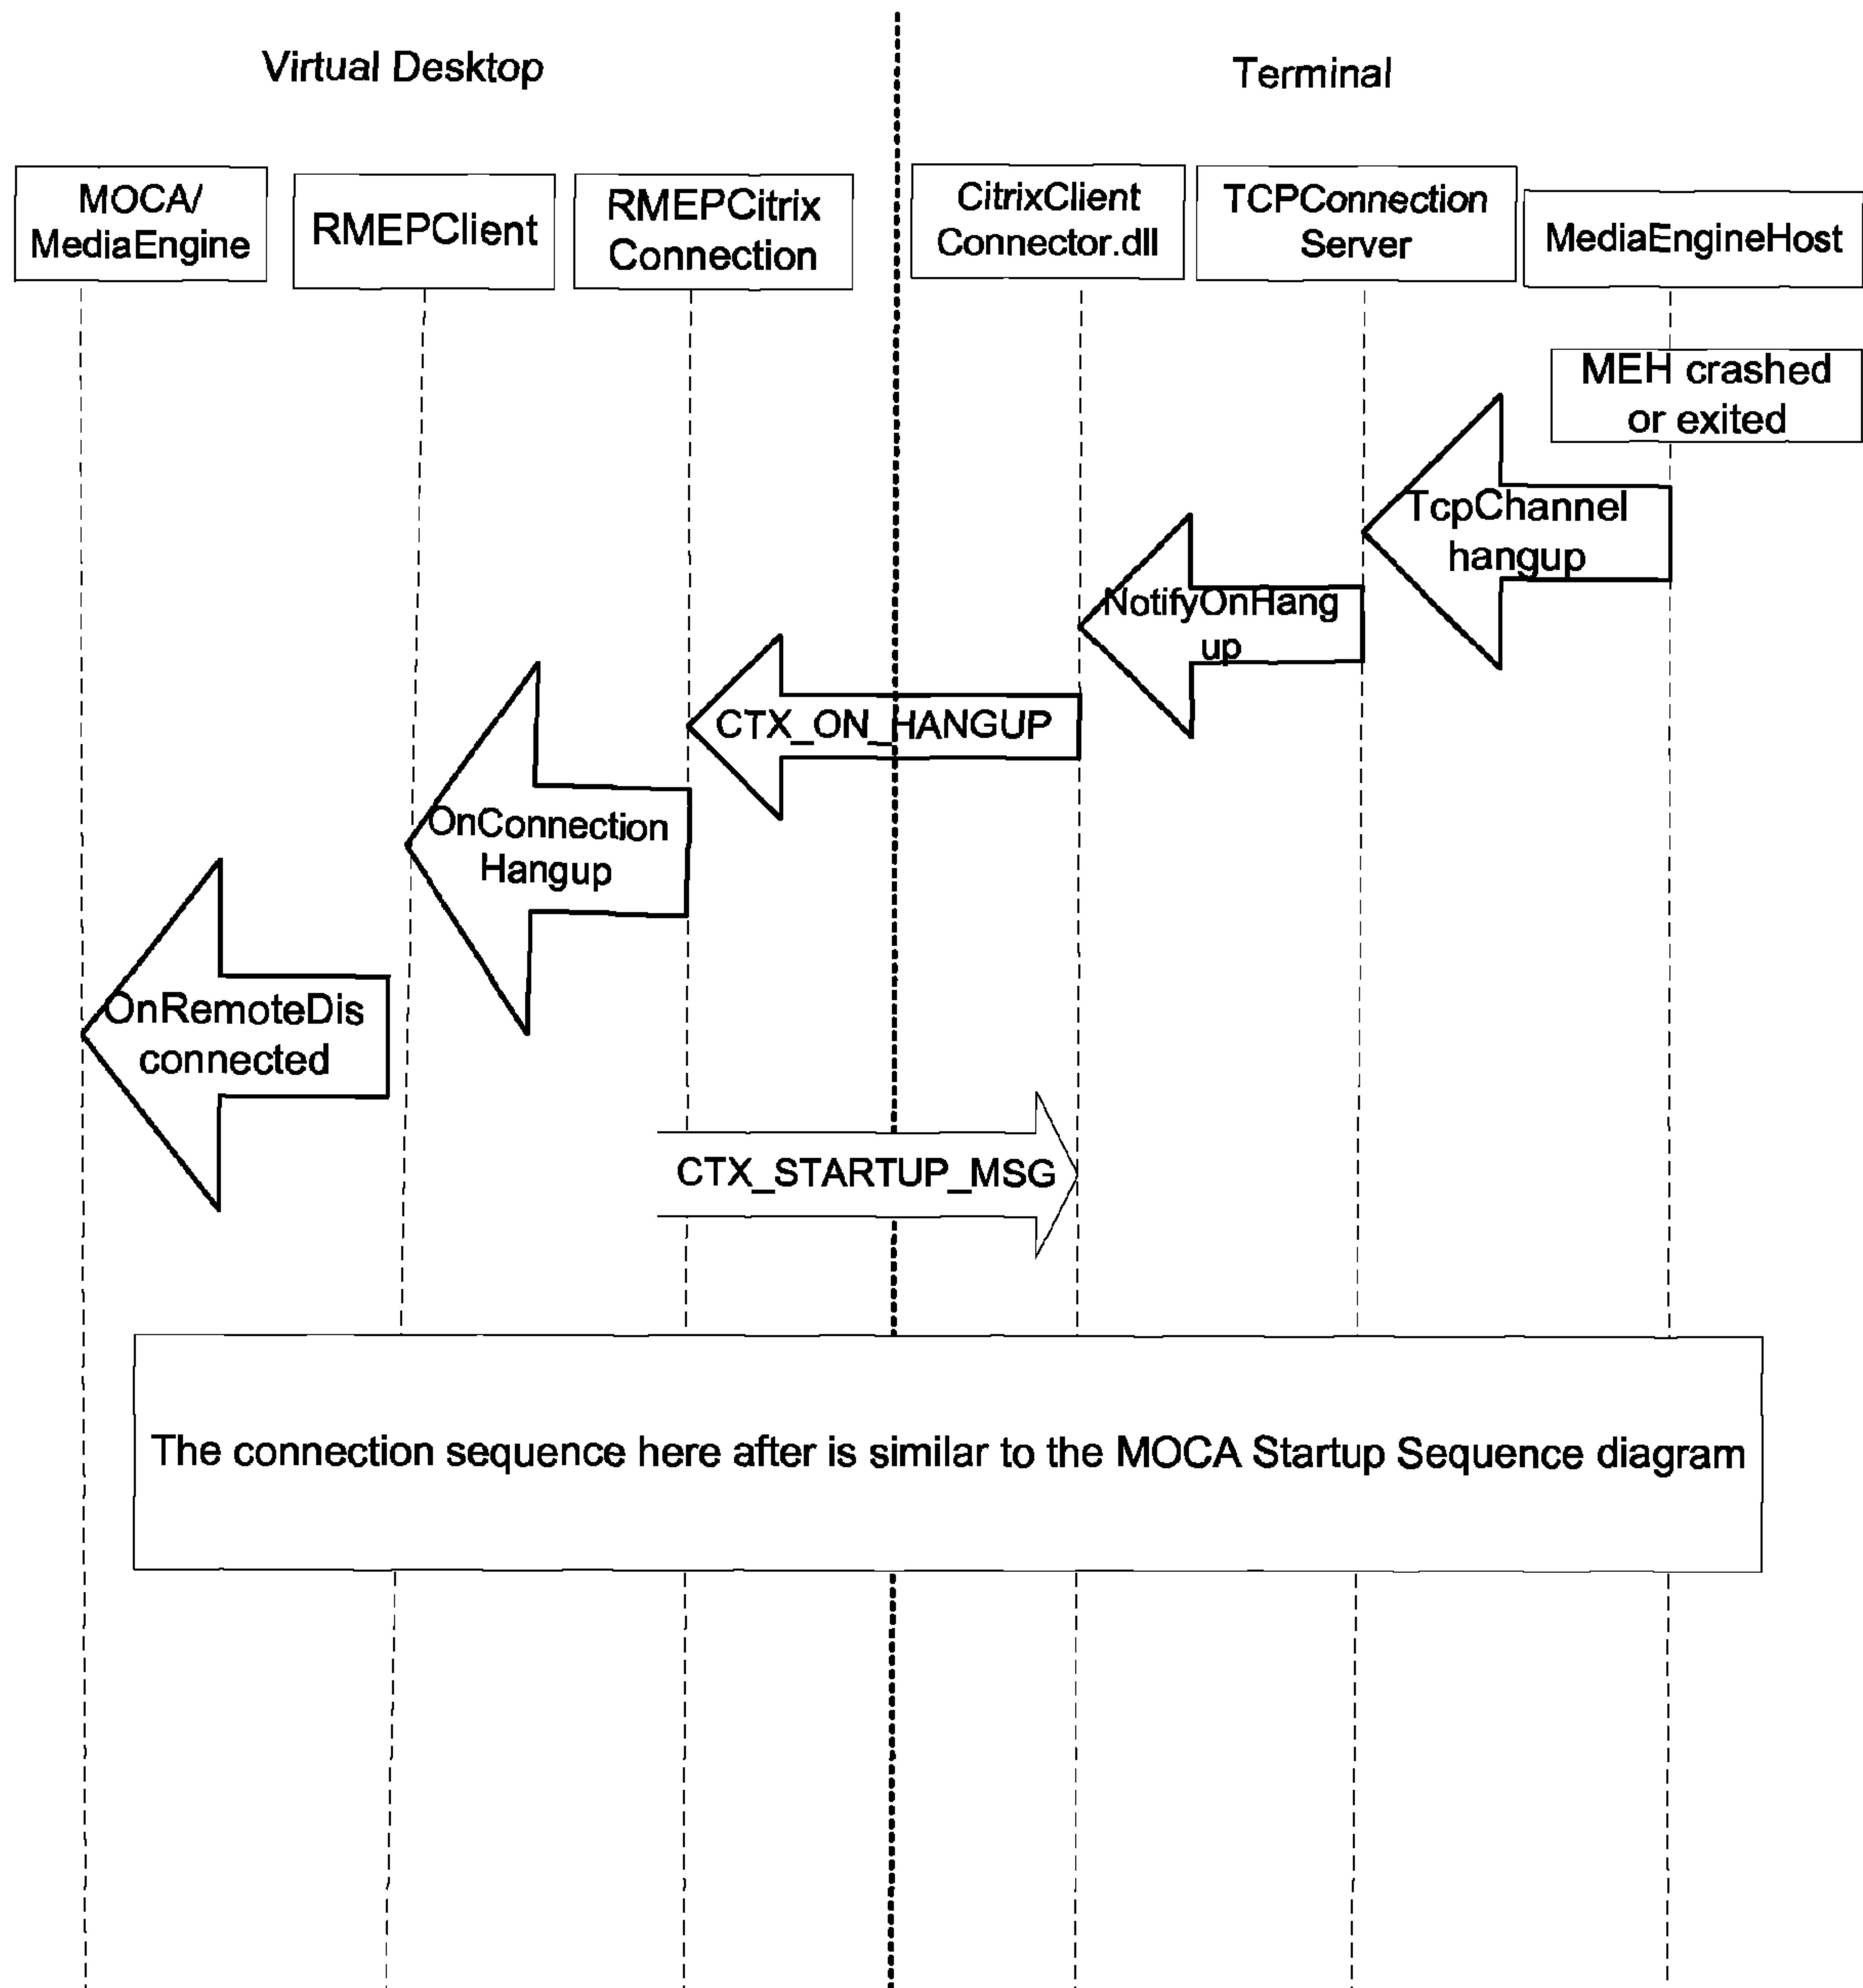 Virtual Desktop
Terminal
MOCA/
MediaEngine
RMEPClient
RMEPCitrix
Connection
CitrixClient
Connector.dll
TCPConnection
Server
MediaEngineHost
MEH crashed
or exited
TcpChannel
hangup
NotifyOnHang
up
CTX_ON_HANGUP
OnConnection
Hangup
OnRemoteDis
connected
CTX_STARTUP_MSG
The connection sequence here after is similar to the MOCA Startup Sequence diagram